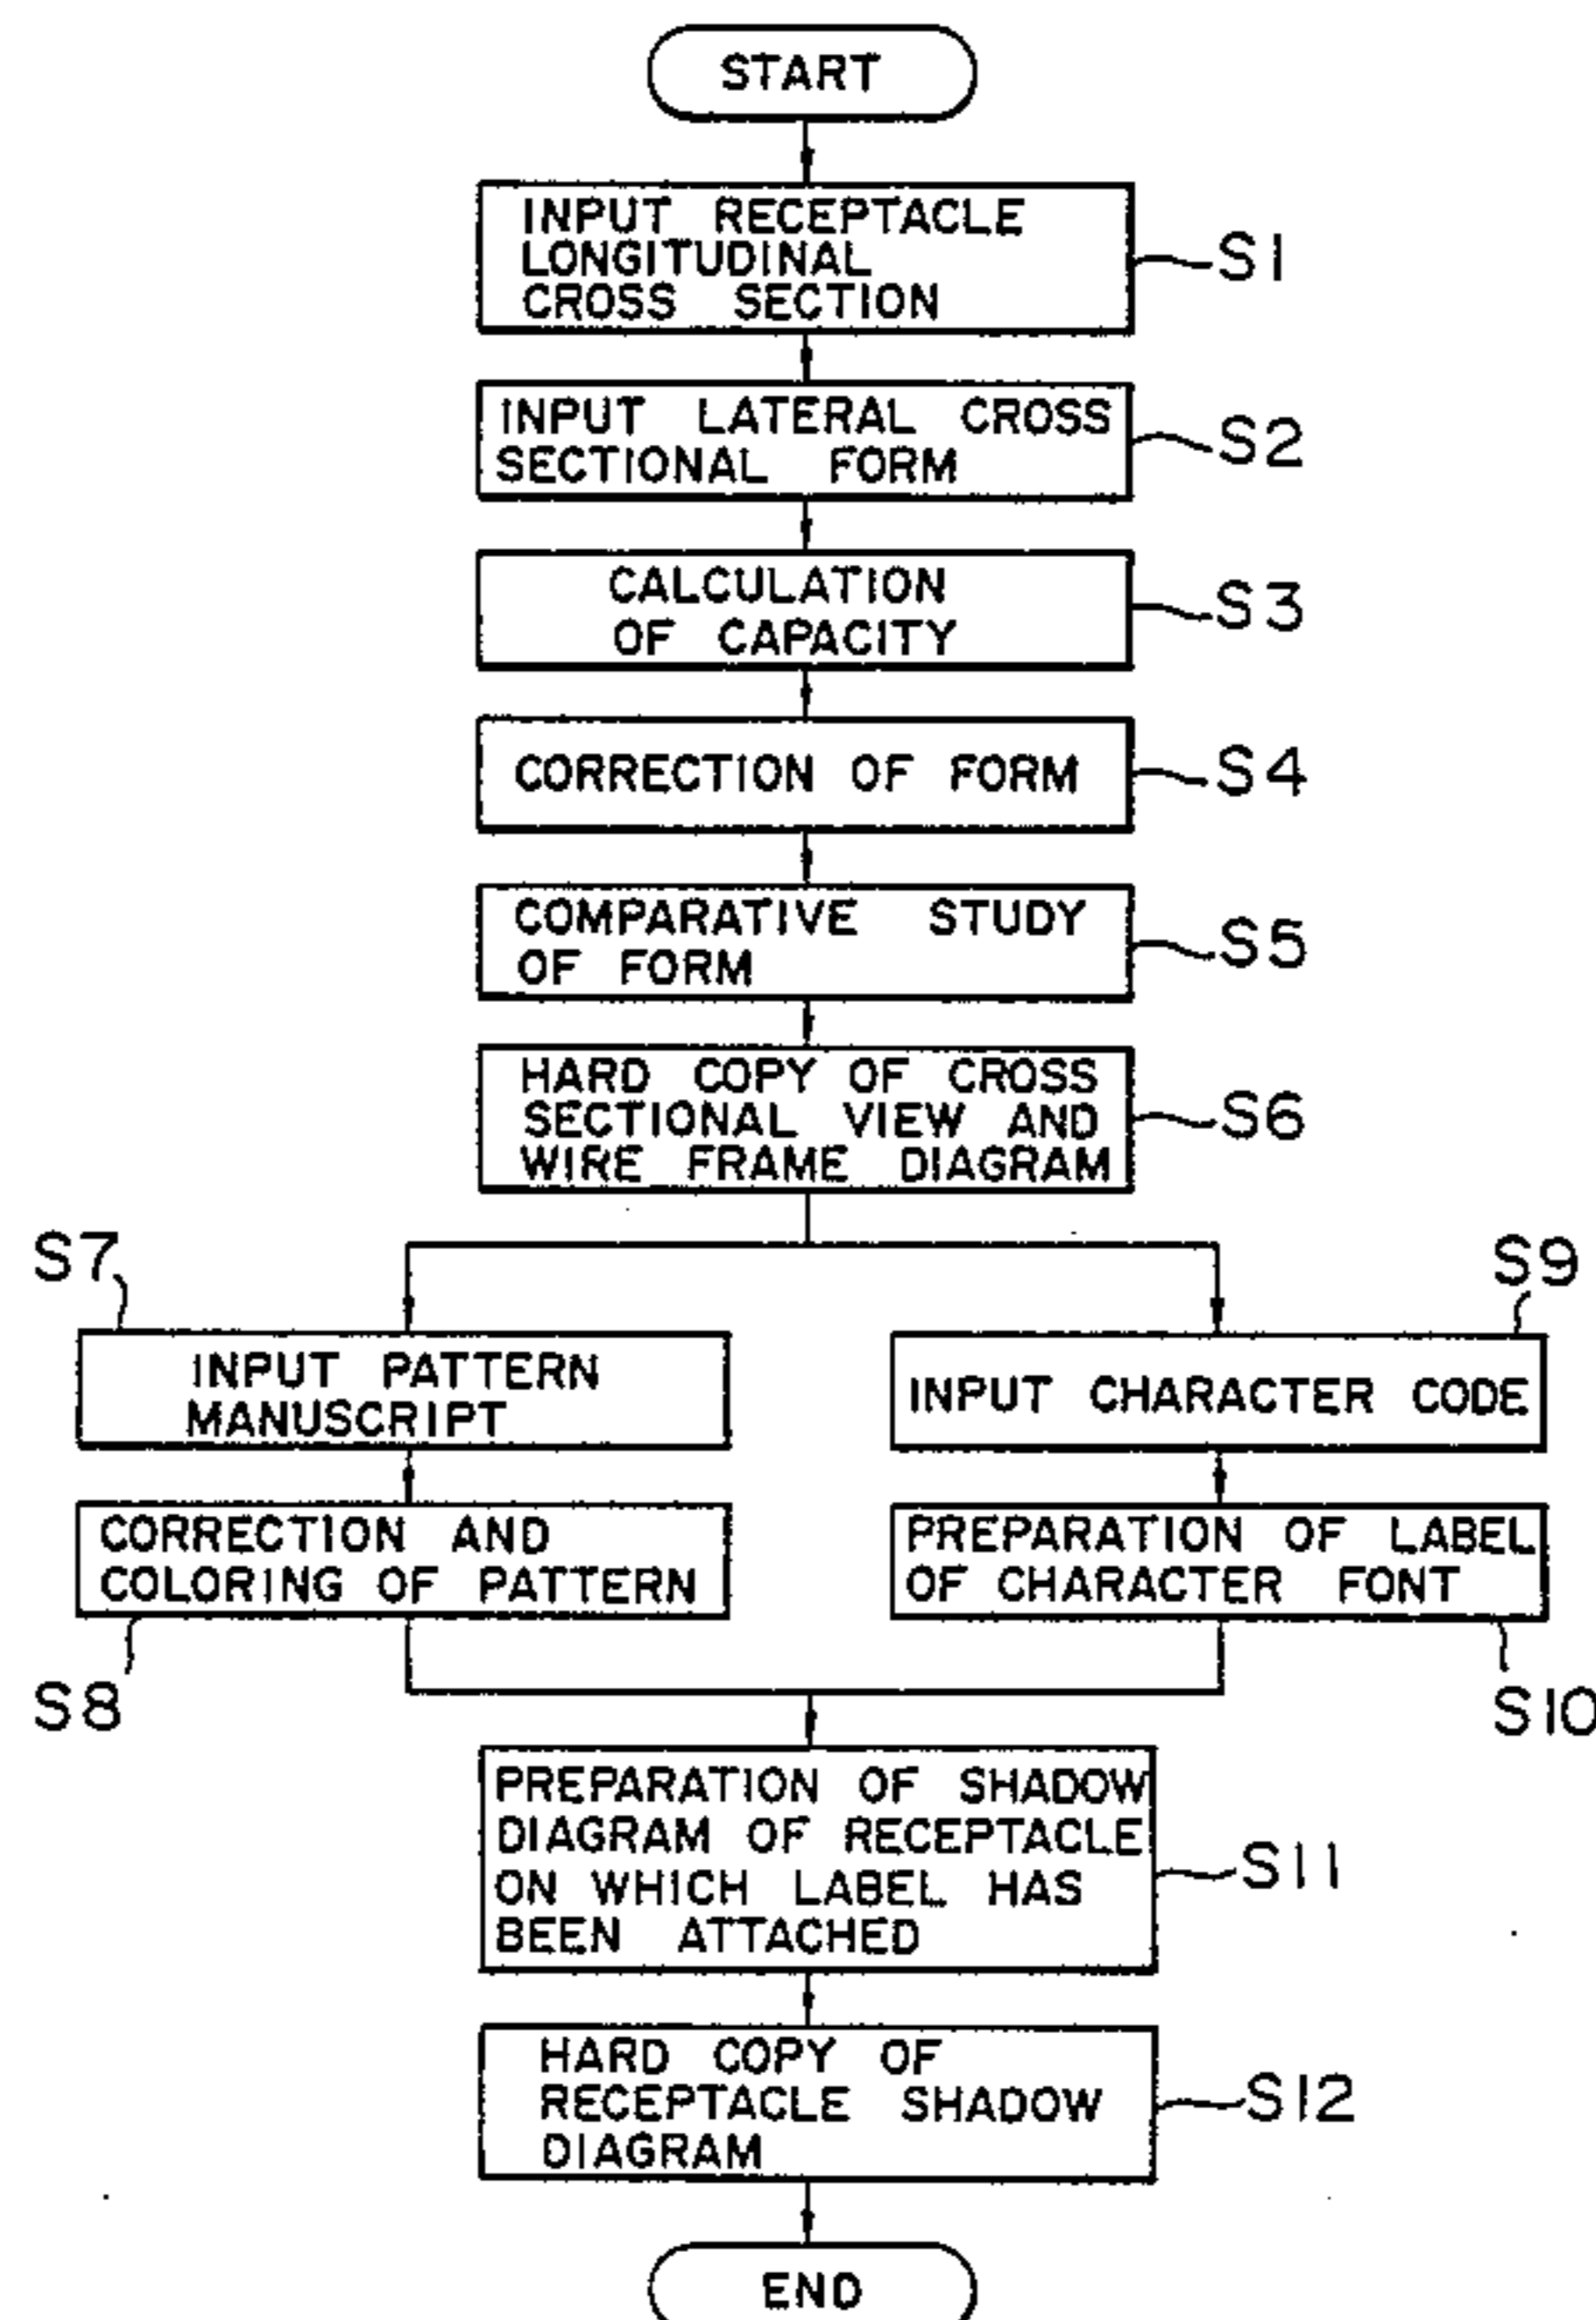 START
INPUT RECEPTACLE
LONGITUDINAL
CROSS SECTION
S1
INPUT LATERAL CROSS
SECTIONAL FORM
S2
CALCULATION
OF CAPACITY
S3
CORRECTION OF FORM
S4
COMPARATIVE STUDY
OF FORM
S5
HARD COPY OF CROSS
SECTIONAL VIEW AND
WIRE FRAME DIAGRAM
S6
S7
INPUT PATTERN
MANUSCRIPT
CORRECTION AND
COLORING OF PATTERN
S8
S9
INPUT CHARACTER CODE
PREPARATION OF LABEL
OF CHARACTER FONT
S10
PREPARATION OF SHADOW
DIAGRAM OF RECEPTACLE
ON WHICH LABEL HAS
BEEN ATTACHED
S11
HARD COPY OF
RECEPTACLE SHADOW
DIAGRAM
S12
END